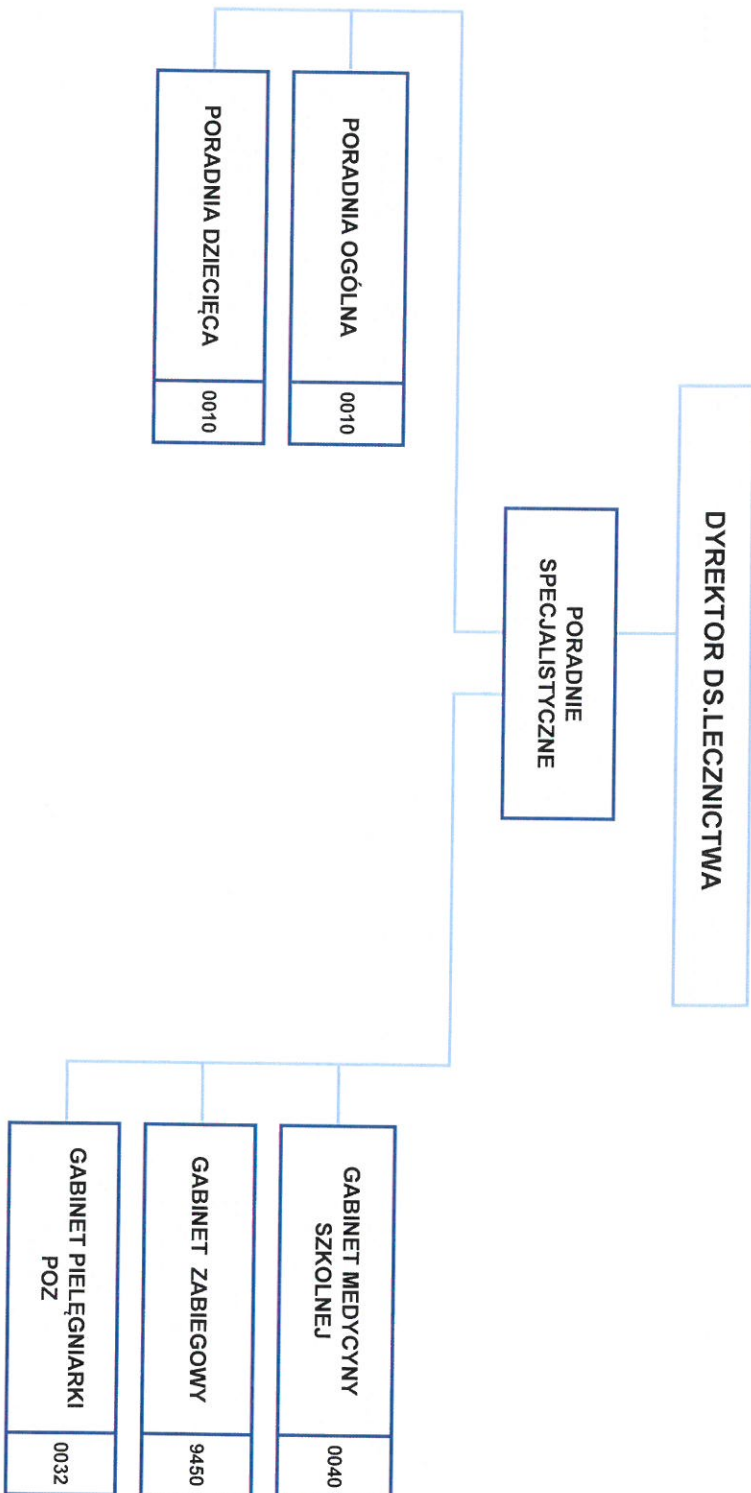 DYREKTOR DS.LECZNICTWA
PORADNIE
SPECJALISTYCZNE
PORADNIA OGÓLNA
0010
PORADNIA DZIECIĘCA
0010
GABINET MEDYCYNY
SZKOLNEJ
0040
GABINET ZABIEGOWY
9450
GABINET PIELĘGNIARKI
POZ
0032